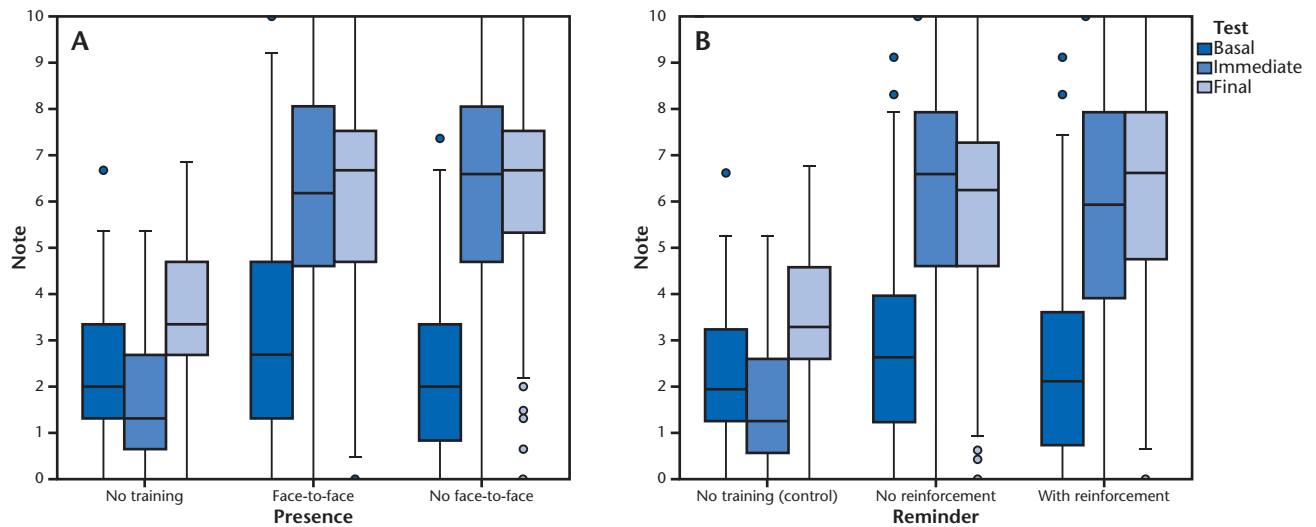 A
Note
10
9
8
7
6
5
4
3
2
1
0
No training
Face-to-face
No face-to-face
Presence
B
Note
10
9
8
7
6
5
4
3
2
1
0
No training (control)
No reinforcement
With reinforcement
Reminder
Test
Basal
Immediate
Final